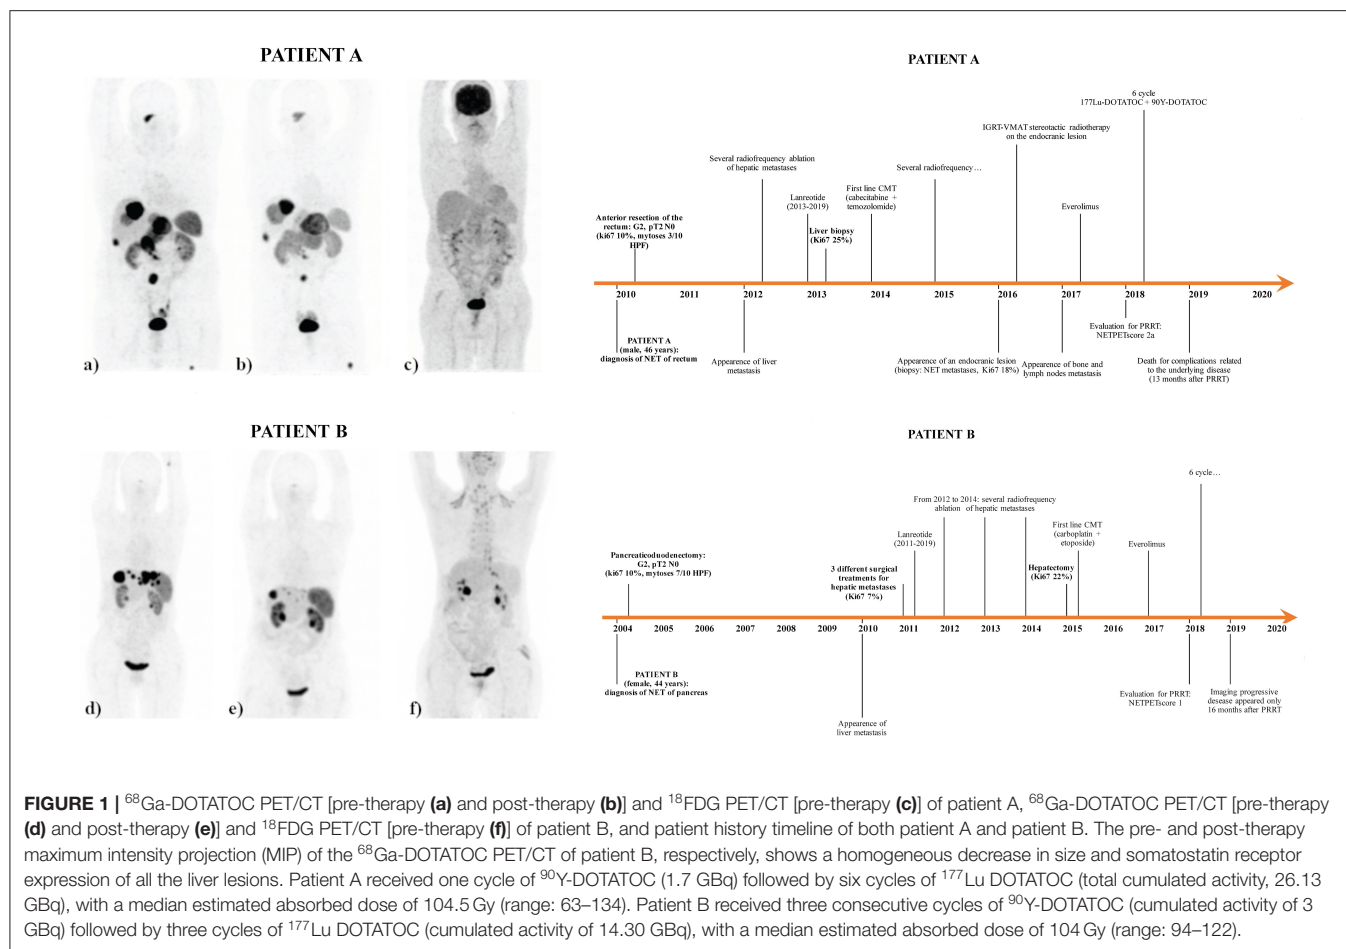 PATIENT A
a)
b)
c)
PATIENT A
6 cycle
177Lu-DOTATOC + 90Y-DOTATOC
IGRT-VMAT stereotactic radiotherapy
on the endocranic lesion
Several radiofrequency ablation
of hepatic metastases
Several radiofrequency…
Lanreotide
(2013-2019)
First line CMT
(cabecitabine +
temozolomide)
Everolimus
Anterior resection of the
rectum: G2, pT2 N0
(ki67 10%, mytoses 3/10
HPF)
Liver biopsy
(Ki67 25%)
2010 2011 2012 2013 2014 2015 2016 2017 2018 2019 2020
PATIENT A
(male, 46 years):
diagnosis of NET of rectum
Appearence of liver
metastasis
Appearence of an endocranic lesion
(biopsy: NET metastases, Ki67 18%)
Appearence of bone and
lymph nodes metastasis
Evaluation for PRRT:
NETPETscore 2a
Death for complications related
to the underlying disease
(13 months after PRRT)
PATIENT B
d)
e)
f)
PATIENT B
6 cycle…
From 2012 to 2014: several radiofrequency
ablation of hepatic metastases
Lanreotide
(2011-2019)
First line CMT
(carboplatin +
etoposide)
Everolimus
Pancreaticoduodenectomy:
G2, pT2 N0
(ki67 10%, mytoses 7/10 HPF)
3 different surgical
treatments for
hepatic metastases
(Ki67 7%)
Hepatectomy
(Ki67 22%)
2004 2005 2006 2007 2008 2009 2010 2011 2012 2013 2014 2015 2016 2017 2018 2019 2020
PATIENT B
(female, 44 years):
diagnosis of NET of pancreas
Appearence of
liver metastasis
Evaluation for PRRT:
NETPETscore 1
Imaging progressive
desease appeared only
16 months after PRRT
FIGURE 1 | 68Ga-DOTATOC PET/CT [pre-therapy (a) and post-therapy (b)] and 18FDG PET/CT [pre-therapy (c)] of patient A, 68Ga-DOTATOC PET/CT [pre-therapy
(d) and post-therapy (e)] and 18FDG PET/CT [pre-therapy (f)] of patient B, and patient history timeline of both patient A and patient B. The pre- and post-therapy
maximum intensity projection (MIP) of the 68Ga-DOTATOC PET/CT of patient B, respectively, shows a homogeneous decrease in size and somatostatin receptor
expression of all the liver lesions. Patient A received one cycle of 90Y-DOTATOC (1.7 GBq) followed by six cycles of 177Lu DOTATOC (total cumulated activity, 26.13
GBq), with a median estimated absorbed dose of 104.5 Gy (range: 63–134). Patient B received three consecutive cycles of 90Y-DOTATOC (cumulated activity of 3
GBq) followed by three cycles of 177Lu DOTATOC (cumulated activity of 14.30 GBq), with a median estimated absorbed dose of 104 Gy (range: 94–122).